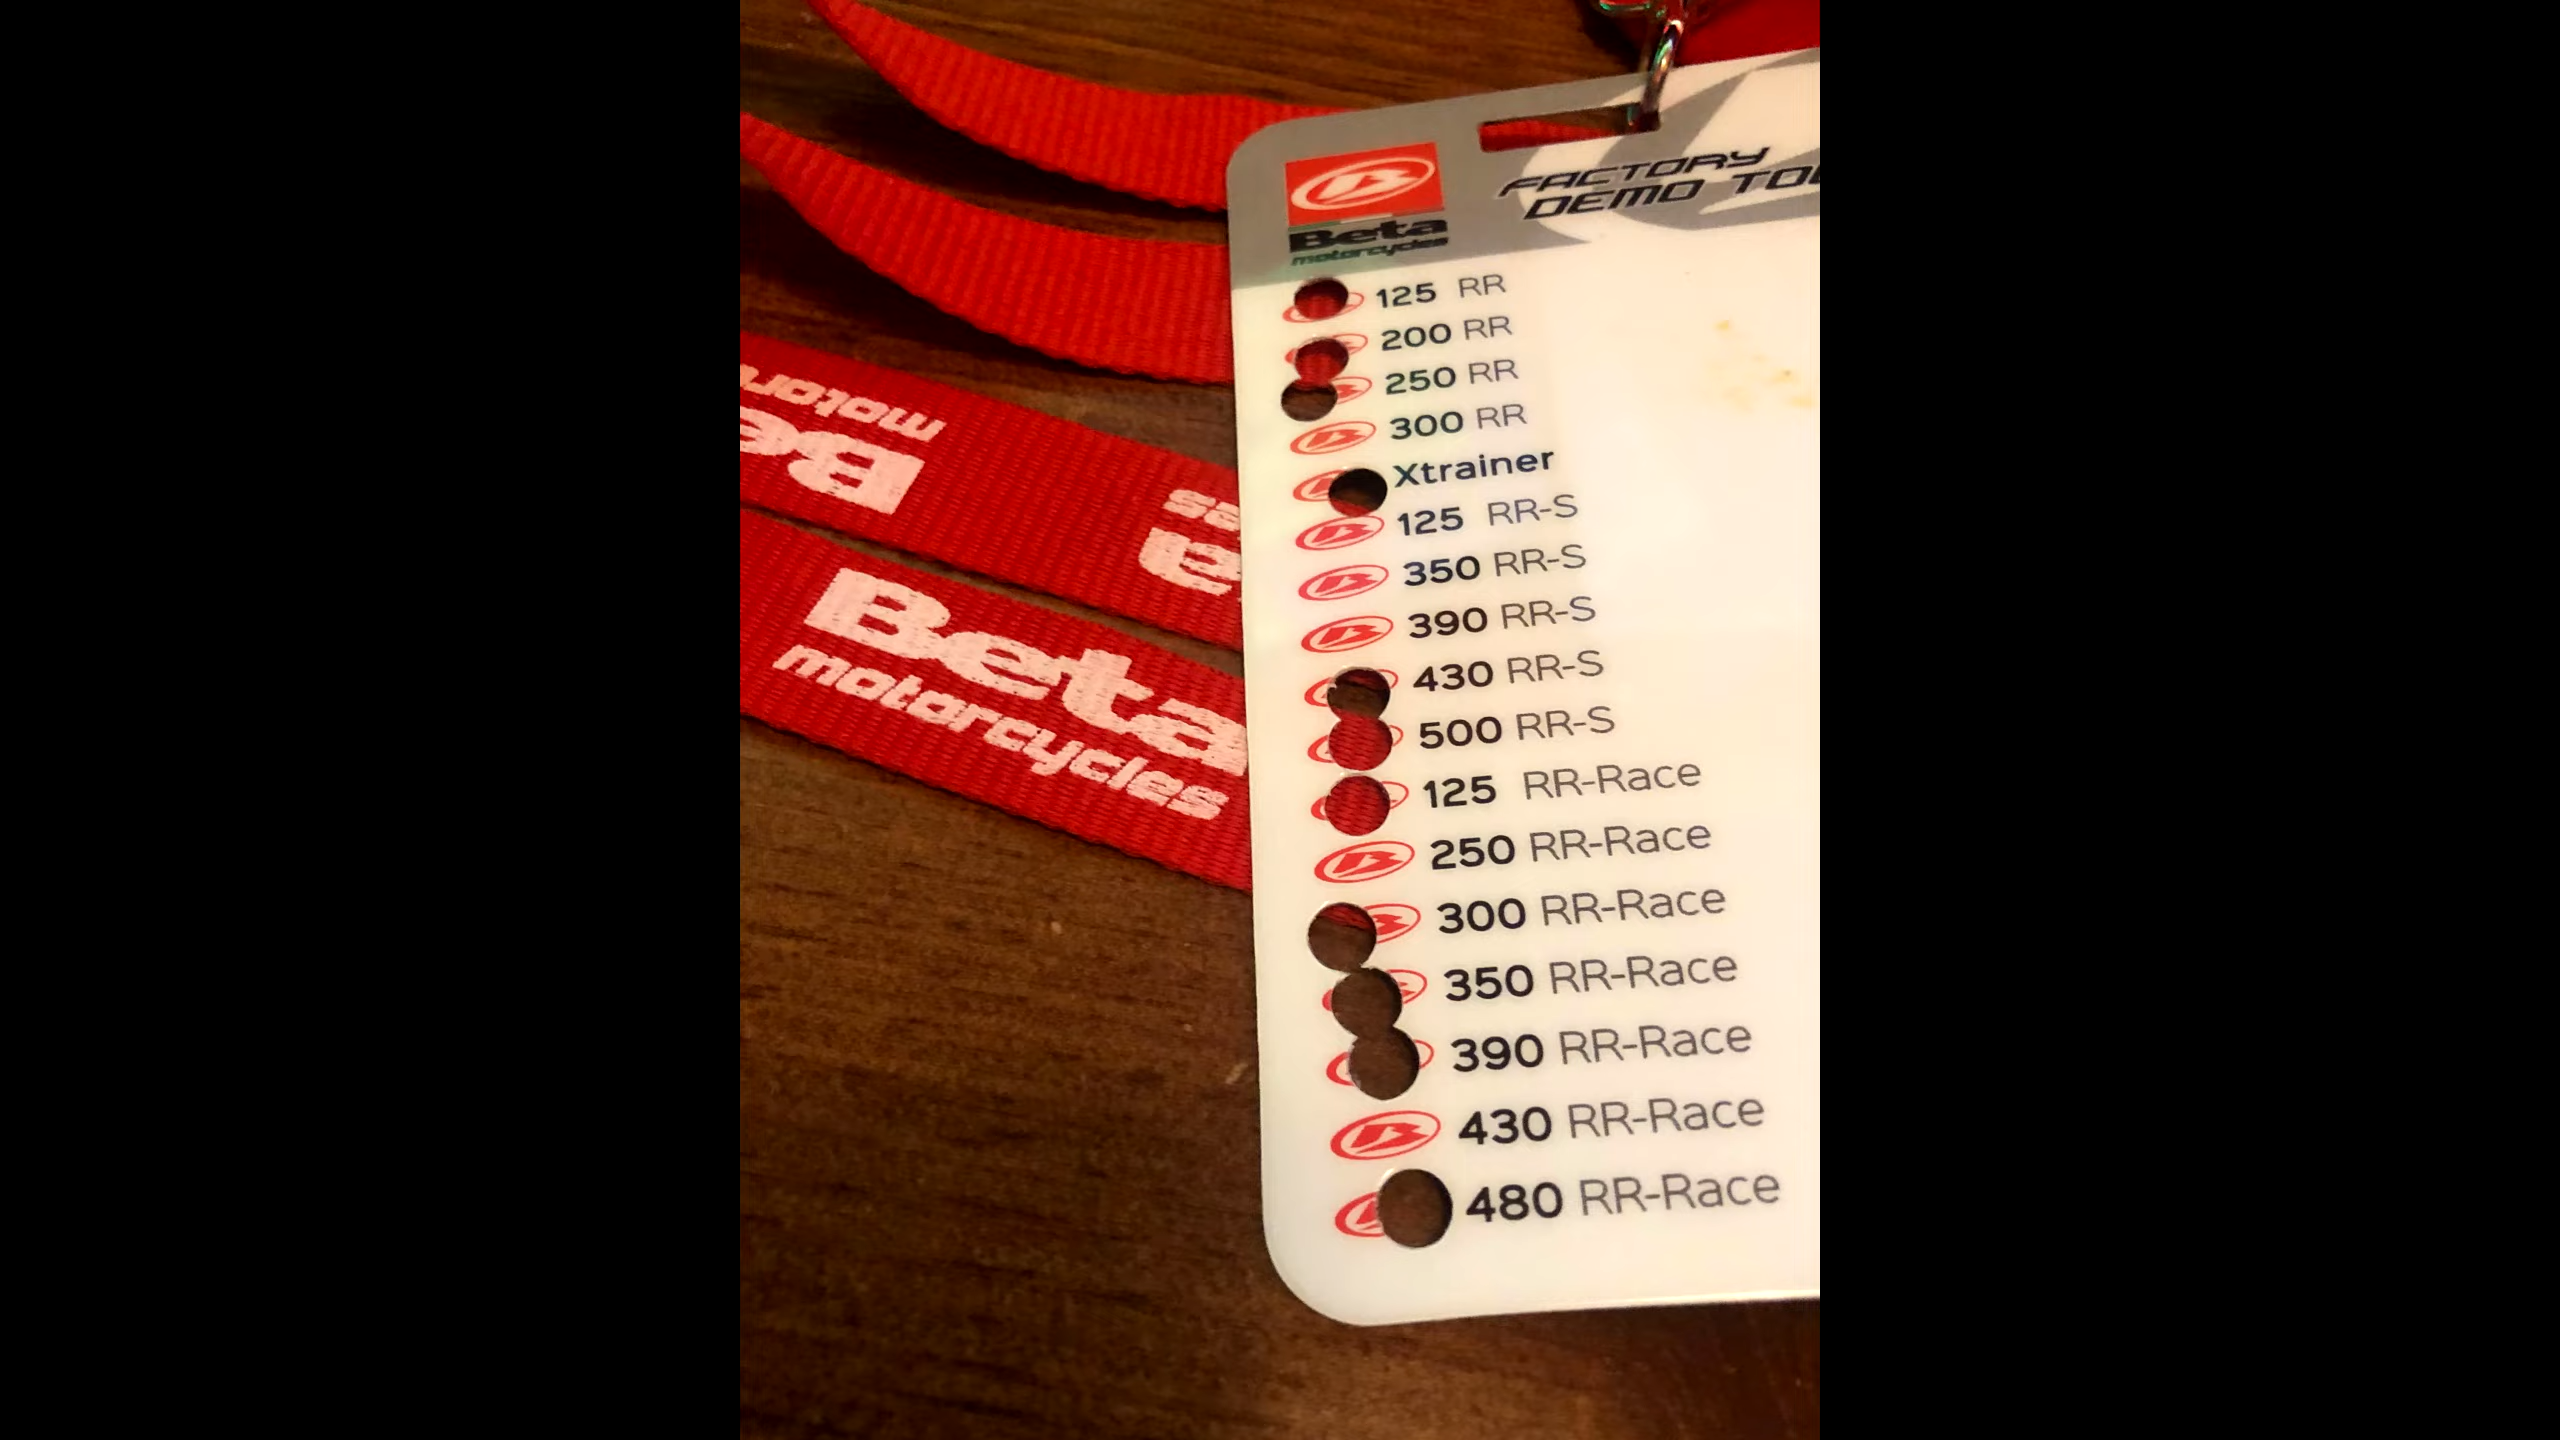 Beta
motorcycles
FACTORY
DEMO
125 RR
200 RR
250 RR
300 RR
Xtrainer
125 RR-S
350 RR-S
390 RR-S
430 RR-S
500 RR-S
125 RR-Race
250 RR-Race
300 RR-Race
350 RR-Race
390 RR-Race
430 RR-Race
480 RR-Race
Beta
motorcycles